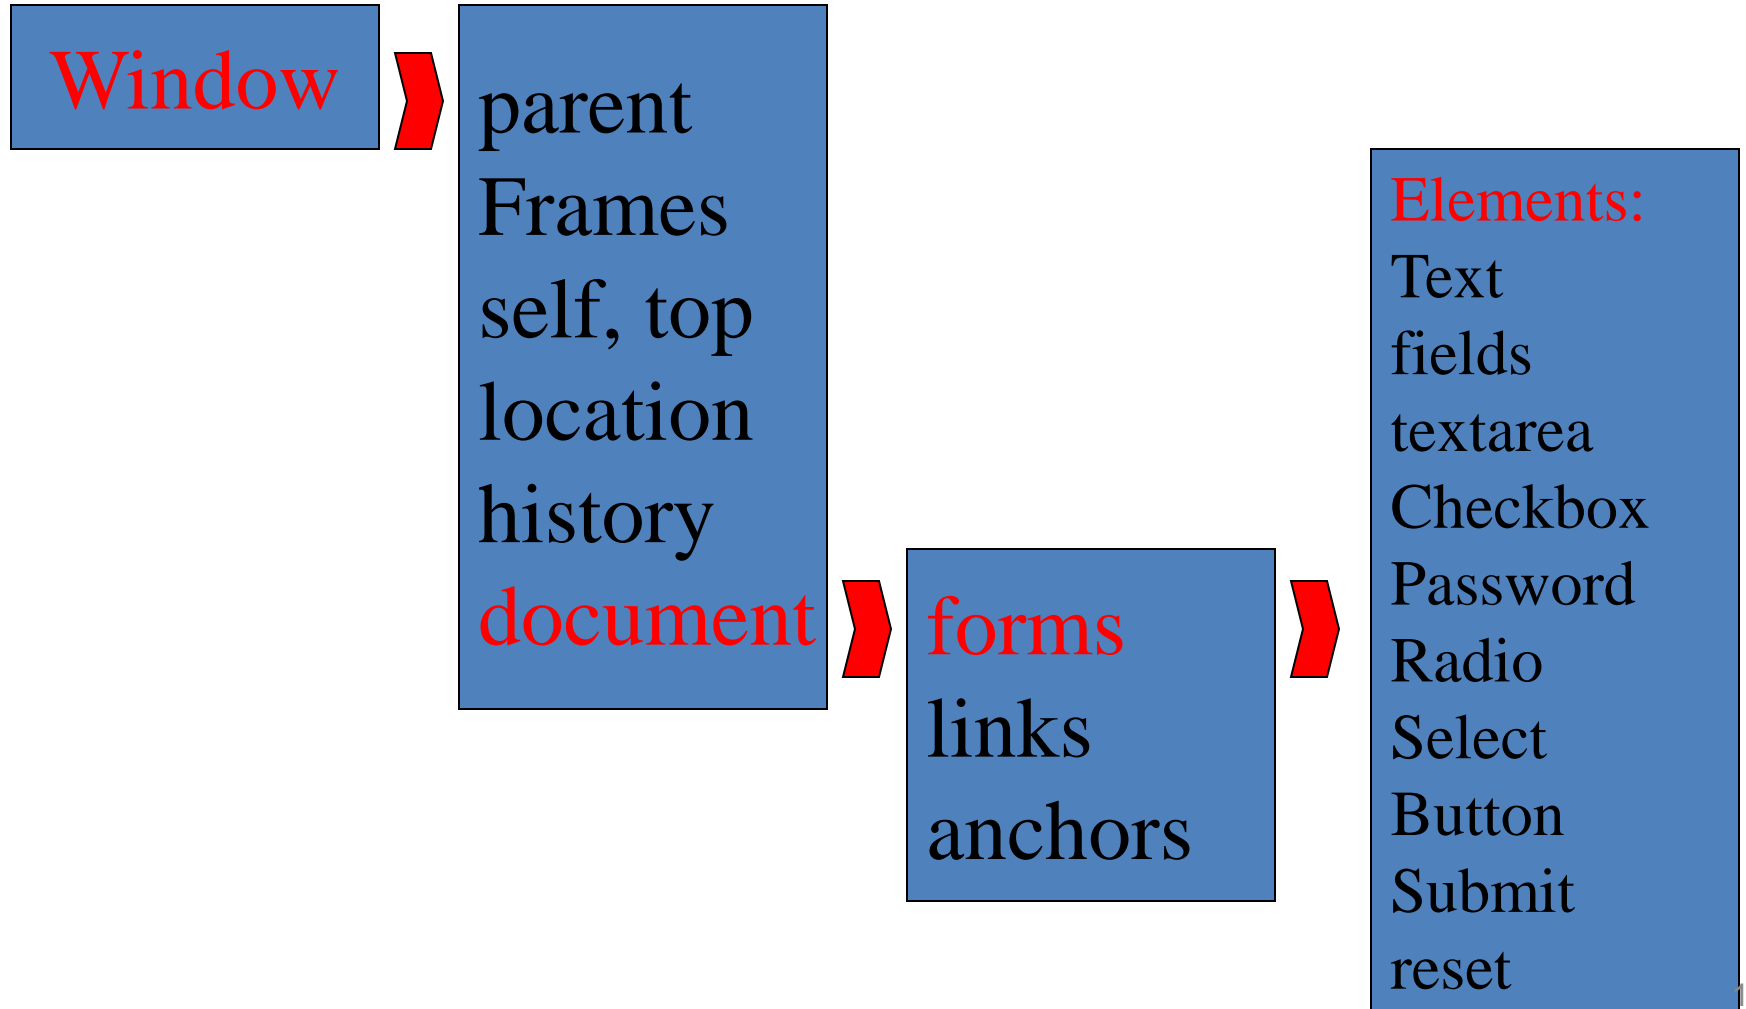 Window
parent
Frames
self, top
location
history
document
forms
links
anchors
Elements:
Text
fields
textarea
Checkbox
Password
Radio
Select
Button
Submit
reset